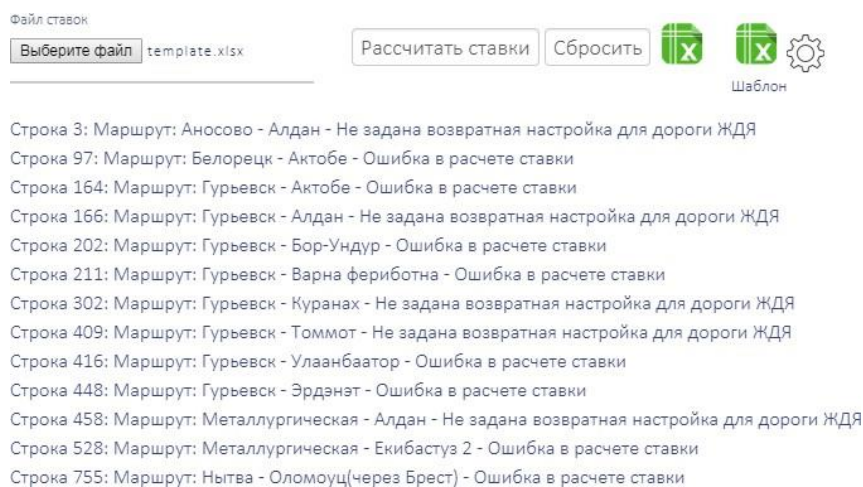 Файл ставок
Выберите файл template.xlsx Рассчитать ставки Сбросить
Шаблон
Строка 3: Маршрут: Аносово - Алдан - Не задана возвратная настройка для дороги ЖДЯ
Строка 97: Маршрут: Белорецк - Актобе - Ошибка в расчете ставки
Строка 164: Маршрут: Гурьевск - Актобе - Ошибка в расчете ставки
Строка 166: Маршрут: Гурьевск - Алдан - Не задана возвратная настройка для дороги ЖДЯ
Строка 202: Маршрут: Гурьевск - Бор-Ундур - Ошибка в расчете ставки
Строка 211: Маршрут: Гурьевск - Варна фериботна - Ошибка в расчете ставки
Строка 302: Маршрут: Гурьевск - Куранах - Не задана возвратная настройка для дороги ЖДЯ
Строка 409: Маршрут: Гурьевск - Томмот - Не задана возвратная настройка для дороги ЖДЯ
Строка 416: Маршрут: Гурьевск - Улаанбаатор - Ошибка в расчете ставки
Строка 448: Маршрут: Гурьевск - Эрдэнэт - Ошибка в расчете ставки
Строка 458: Маршрут: Металлургическая - Алдан - Не задана возвратная настройка для дороги ЖДЯ
Строка 528: Маршрут: Металлургическая - Екибастуз 2 - Ошибка в расчете ставки
Строка 755: Маршрут: Нытва - Оломоуц(через Брест) - Ошибка в расчете ставки